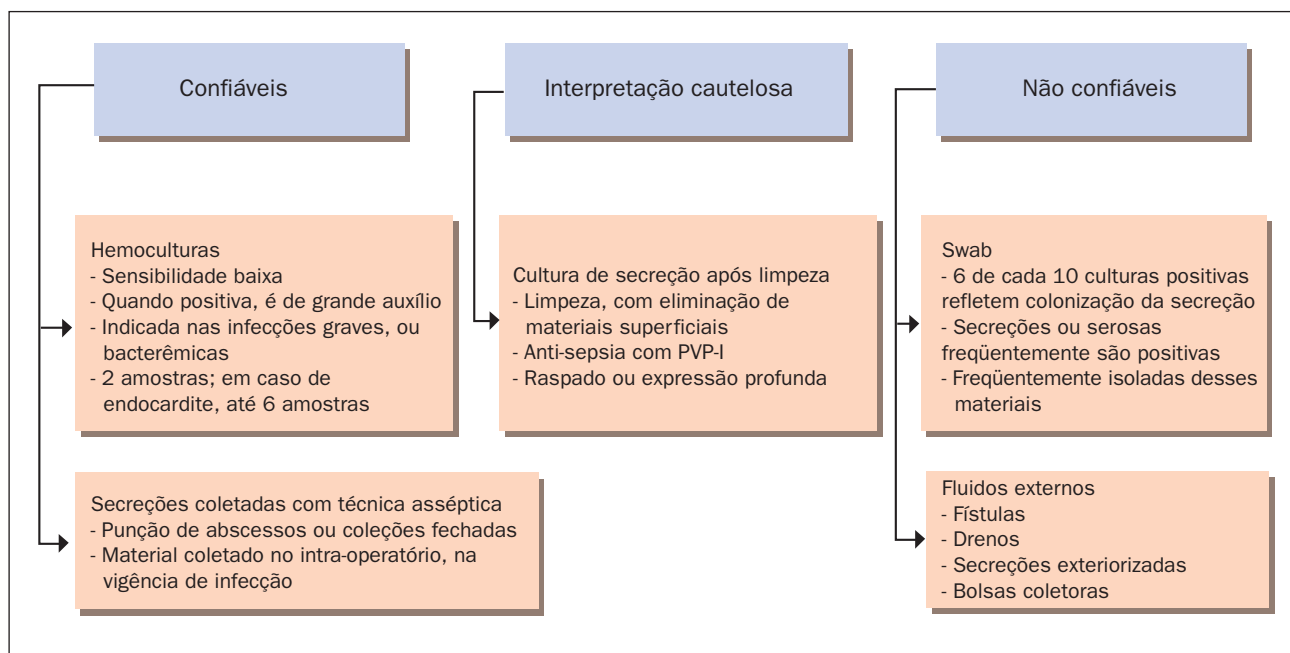 Confiáveis
Hemoculturas
- Sensibilidade baixa
- Quando positiva, é de grande auxílio
- Indicada nas infecções graves, ou
bacterêmicas
- 2 amostras; em caso de
endocardite, até 6 amostras
Secreções coletadas com técnica asséptica
- Punção de abscessos ou coleções fechadas
- Material coletado no intra-operatório, na
vigência de infecção
Interpretação cautelosa
Cultura de secreção após limpeza
- Limpeza, com eliminação de
materiais superficiais
- Anti-sepsia com PVP-I
- Raspado ou expressão profunda
Não confiáveis
Swab
- 6 de cada 10 culturas positivas
refletem colonização da secreção
- Secreções ou serosas
freqüentemente são positivas
- Freqüentemente isoladas desses
materiais
Fluidos externos
- Fístulas
- Drenos
- Secreções exteriorizadas
- Bolsas coletoras